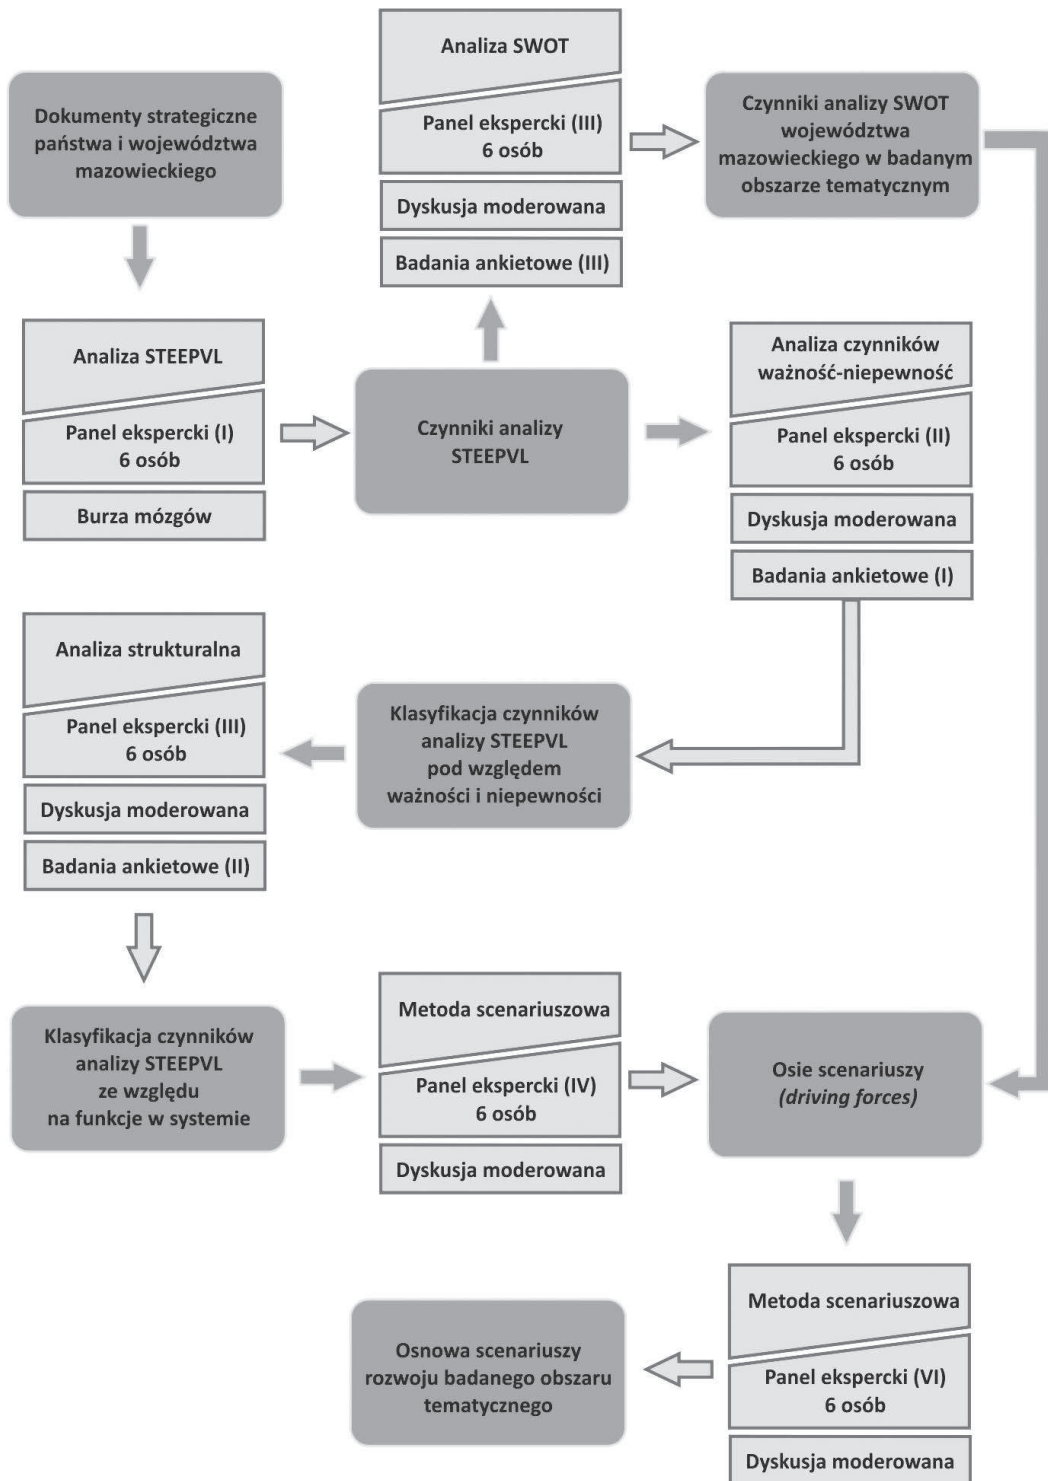 Analiza SWOT
Panel ekspercki (III)
6 osób
Dyskusja moderowana
Badania ankietowe (III)
Dokumenty strategiczne
państwa i województwa
mazowieckiego
Czynniki analizy SWOT
województwa
mazowieckiego w badanym
obszarze tematycznym
Analiza STEEPVL
Panel ekspercki (I)
6 osób
Burza mózgów
Czynniki analizy
STEEPVL
Analiza czynników
ważność-niepewność
Panel ekspercki (II)
6 osób
Dyskusja moderowana
Badania ankietowe (I)
Analiza strukturalna
Panel ekspercki (III)
6 osób
Dyskusja moderowana
Badania ankietowe (II)
Klasyfikacja czynników
analizy STEEPVL
pod względem
ważności i niepewności
Klasyfikacja czynników
analizy STEEPVL
ze względu
na funkcje w systemie
Metoda scenariuszowa
Panel ekspercki (IV)
6 osób
Dyskusja moderowana
Osie scenariuszy
(driving forces)
Osnowa scenariuszy
rozwoju badanego obszaru
tematycznego
Metoda scenariuszowa
Panel ekspercki (VI)
6 osób
Dyskusja moderowana